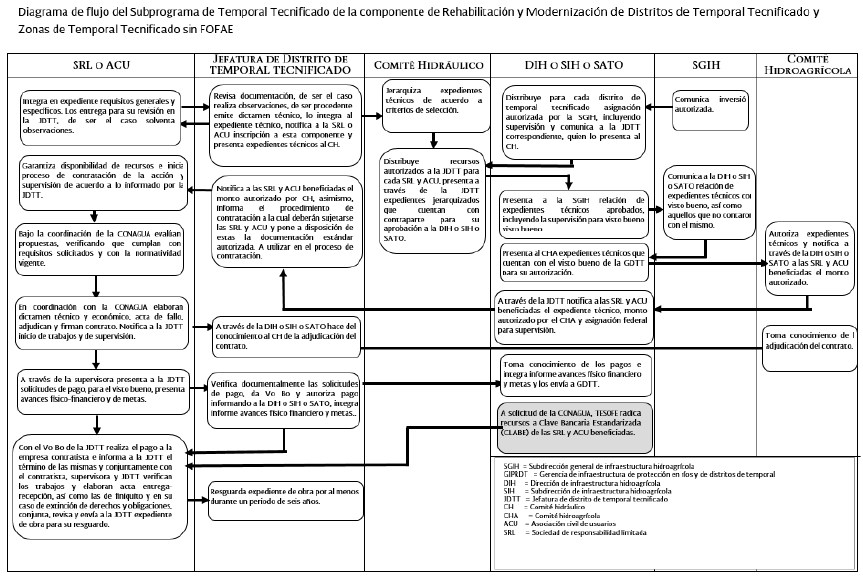 Diagrama de flujo del Subprograma de Temporal Tecnificado de la componente de Rehabilitación y Modernización de Distritos de Temporal Tecnificado y
Zonas de Temporal Tecnificado sin FOFAE
SRL O ACU
JEFATURA DE DISTRITO DE
TEMPORAL TECNIFICADO
COMITÉ HIDRÁULICO
DIH O SIH O SATO
SGIH
COMITÉ
HIDROAGRÍCOLA
Integra en expediente requisitos generales y
específicos. Los entrega para su revisión en
la JDTT, de ser el caso solventa
observaciones.
Garantiza disponibilidad de recursos e inicia
proceso de contratación de la acción y
supervisión de acuerdo a lo informado por la
JDTT.
Bajo la coordinación de la CONAGUA evalúan
propuestas, verificando que cumplan con
requisitos solicitados y con la normatividad
vigente.
En coordinación con la CONAGUA elaboran
dictamen técnico y económico, acta de fallo,
adjudican y firman contrato. Notifica a la JDTT
inicio de trabajos y de supervisión.
A través de la supervisora presenta a la JDTT
solicitudes de pago, para el visto bueno, presenta
avances físico-financiero y de metas.
Con el Vo Bo de la JDTT realiza el pago a la
empresa contratista e informa a la JDTT el
término de las mismas y conjuntamente con
el contratista, supervisora y JDTT verifican
los trabajos y elaboran acta entrega-
recepción, así como las de finiquito y en su
caso de extinción de derechos y obligaciones,
conjunta, revisa y envía a la JDTT expediente
de obra para su resguardo.
Revisa documentación, de ser el caso
realiza observaciones, de ser procedente
emite dictamen técnico, lo integra al
expediente técnico, notifica a la SRL o
ACU inscripción a esta componente y
presenta expedientes técnicos al CH.
Notifica a las SRL y ACU beneficiadas el
monto autorizado por CH, asimismo,
informa el procedimiento de
contratación a la cual deberán sujetarse
las SRL y ACU y pone a disposición de
estas la documentación estándar
autorizada. A utilizar en el proceso de
contratación.
A través de la DIH o SIH o SATO hace del
conocimiento al CH de la adjudicación del
contrato.
Verifica documentalmente las solicitudes
de pago, da Vo Bo y autoriza pago
informando a la DIH o SIH o SATO, integra
informe avances físico financiero y metas..
Resguarda expediente de obra por al menos
durante un periodo de seis años.
Jerarquiza expedientes
técnicos de acuerdo a
criterios de selección.
Distribuye recursos
autorizados a la JDTT para
cada SRL y ACU, presenta a
través de la JDTT
expedientes jerarquizados
que cuentan con
contraparte para su
aprobación a la DIH o SIH o
SATO.
Distribuye para cada distrito de
temporal tecnificado asignación
autorizada por la SGIH, incluyendo
supervisión y comunica a la JDTT
correspondiente, quien lo presenta al
CH.
Presenta a la SGIH relación de
expedientes técnicos aprobados,
incluyendo la supervisión para visto bueno
visto bueno
Presenta al CHA expedientes técnicos que
cuentan con el visto bueno de la GDTT
para su autorización.
A través de la JDTT notifica a las SRL y ACU
beneficiadas el expediente técnico, monto
autorizado por el CHA y asignación federal
para supervisión.
Toma conocimiento de los pagos e
integra informe avances físico financiero
y metas y los envía a GDTT.
A solicitud de la CONAGUA, TESOFE radica
recursos a Clave Bancaria Estandarizada
(CLABE) de las SRL y ACU beneficiadas.
Comunica inversió
autorizada.
Comunica a la DIH o SIH
o SATO relación de
expedientes técnicos con
visto bueno, así como
aquellos que no contaron
con el mismo.
Autoriza expedientes
técnicos y notifica a
través de la DIH o SIH o
SATO a las SRL y ACU
beneficiadas el monto
autorizado.
Toma conocimiento de l
adjudicación del contrato.
SGIH = Subdirección general de infraestructura hidroagrícola
GIPRDT = Gerencia de infraestructura de protección en ríos y de distritos de temporal
DIH = Dirección de infraestructura hidroagrícola
SIH = Subdirección de infraestructura hidroagrícola
JDTT = Jefatura de distrito de temporal tecnificado
CH = Comité hidráulico
CHA = Comité hidroagrícola
ACU = Asociación civil de usuarios
SRL = Sociedad de responsabilidad limitada